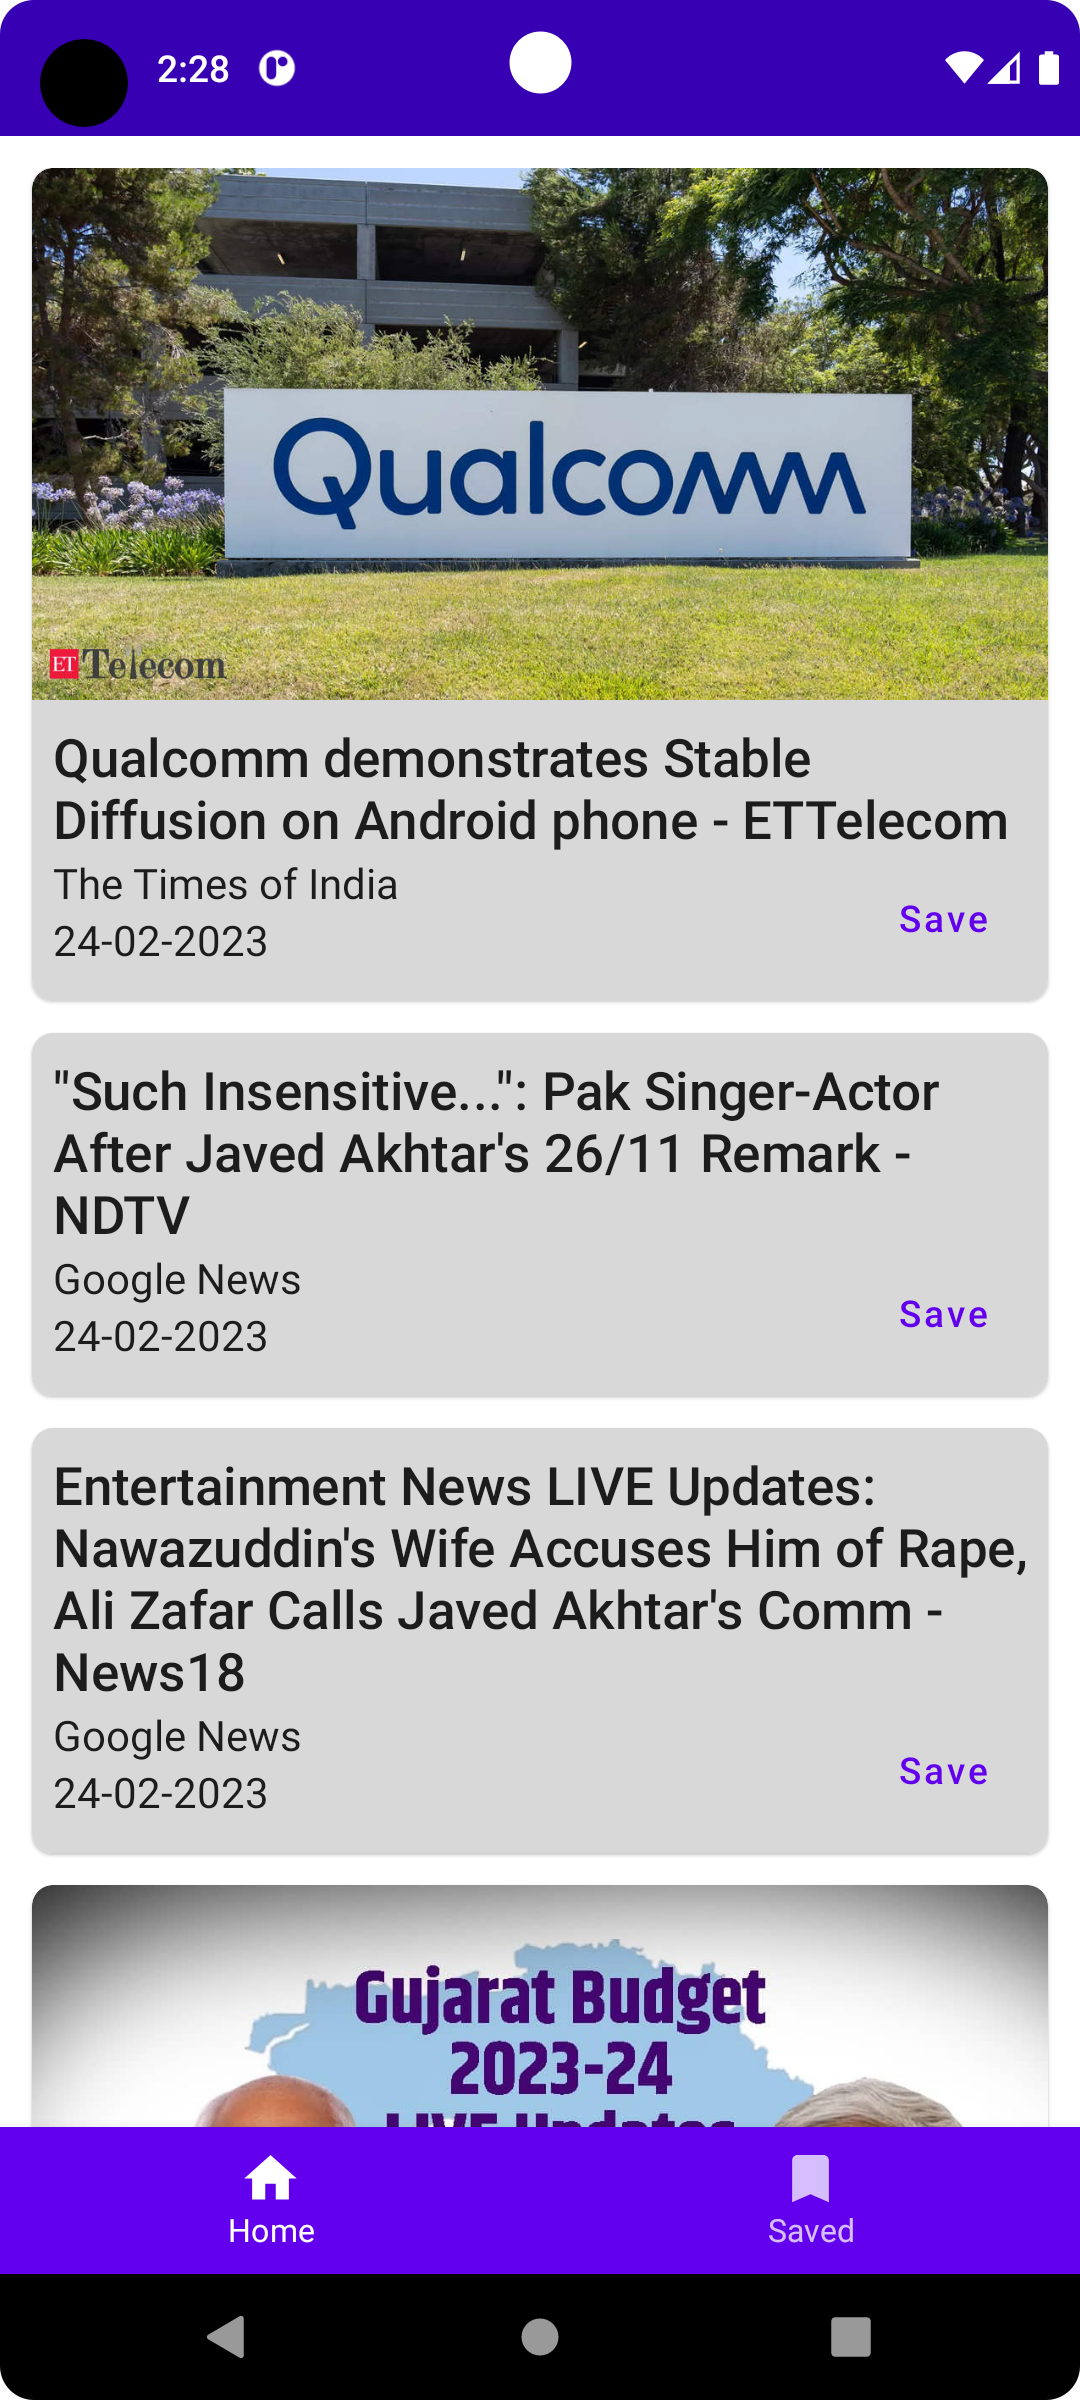 2:28
Qualcomm
ET Telecom
Qualcomm demonstrates Stable
Diffusion on Android phone - ETTelecom
The Times of India
24-02-2023
Save
"Such Insensitive...": Pak Singer-Actor
After Javed Akhtar's 26/11 Remark -
NDTV
Google News
24-02-2023
Save
Entertainment News LIVE Updates:
Nawazuddin's Wife Accuses Him of Rape,
Ali Zafar Calls Javed Akhtar's Comm -
News18
Google News
24-02-2023
Save
Gujarat Budget
2023-24
LIVE Updates
Home
Saved